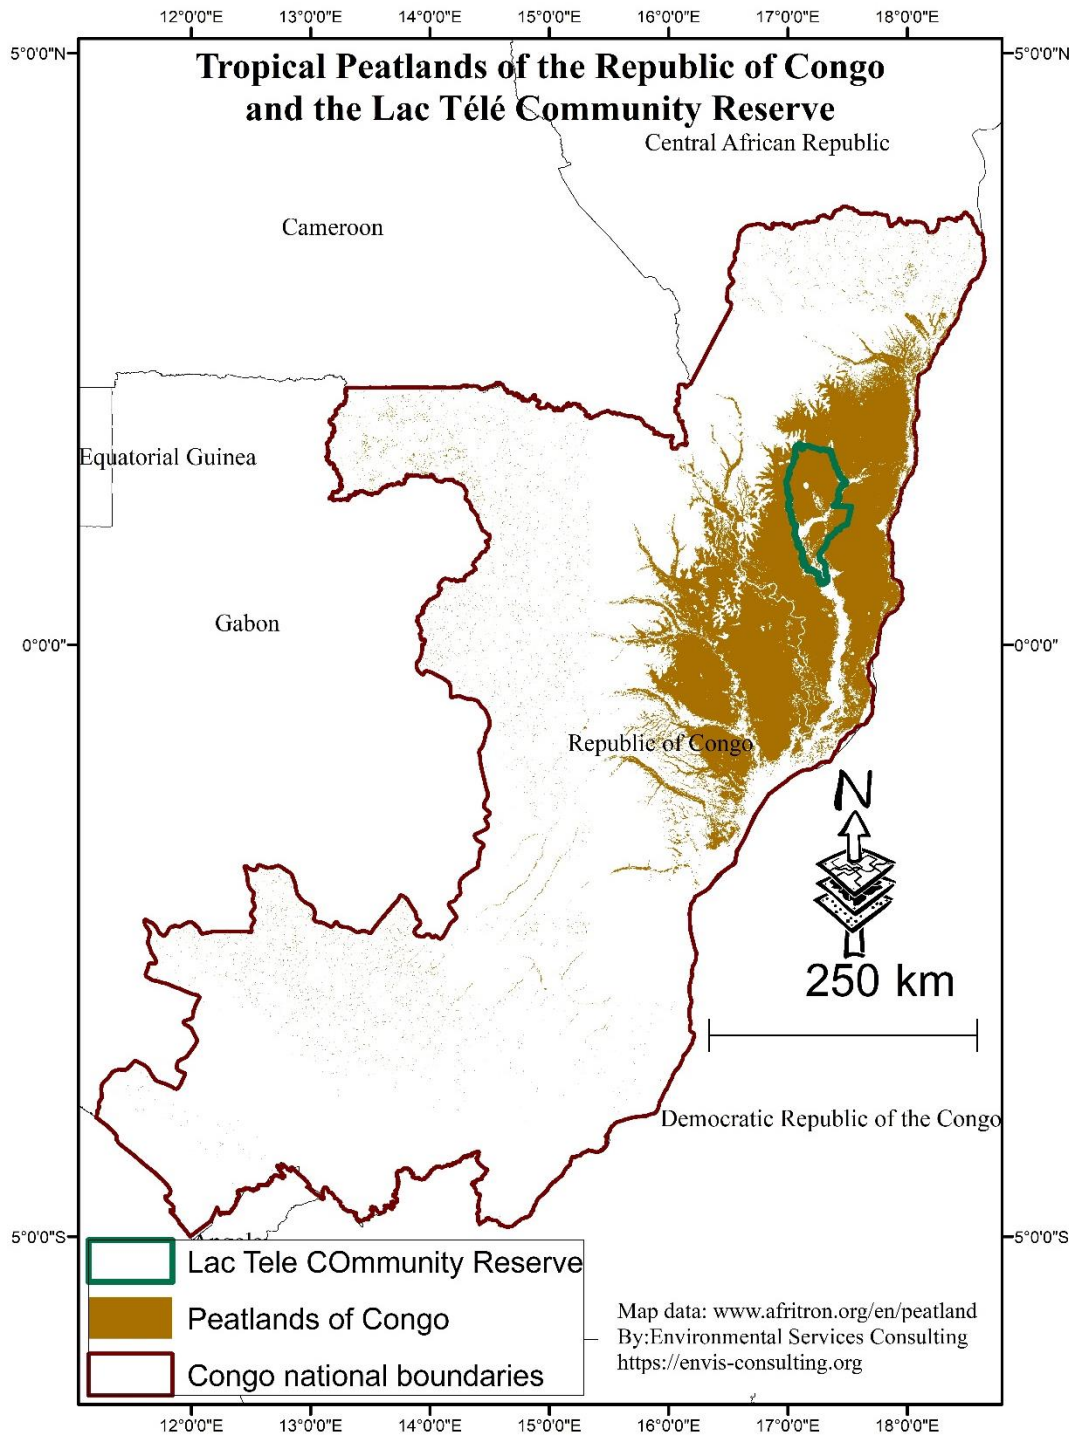 12°0'0"E 13°0'0"E 14°0'0"E 15°0'0"E 16°0'0"E 17°0'0"E 18°0'0"E
5°0'0"N 5°0'0"N
Tropical Peatlands of the Republic of Congo
and the Lac Télé Community Reserve
Central African Republic
Cameroon
Equatorial Guinea
Gabon
0°0'0" 0°0'0"
Republic of Congo
N
250 km
Democratic Republic of the Congo
5°0'0"S 5°0'0"S
Lac Tele COmmunity Reserve
Peatlands of Congo
Congo national boundaries
Map data: www.afritron.org/en/peatland
By:Environmental Services Consulting
https://envis-consulting.org
12°0'0"E 13°0'0"E 14°0'0"E 15°0'0"E 16°0'0"E 17°0'0"E 18°0'0"E